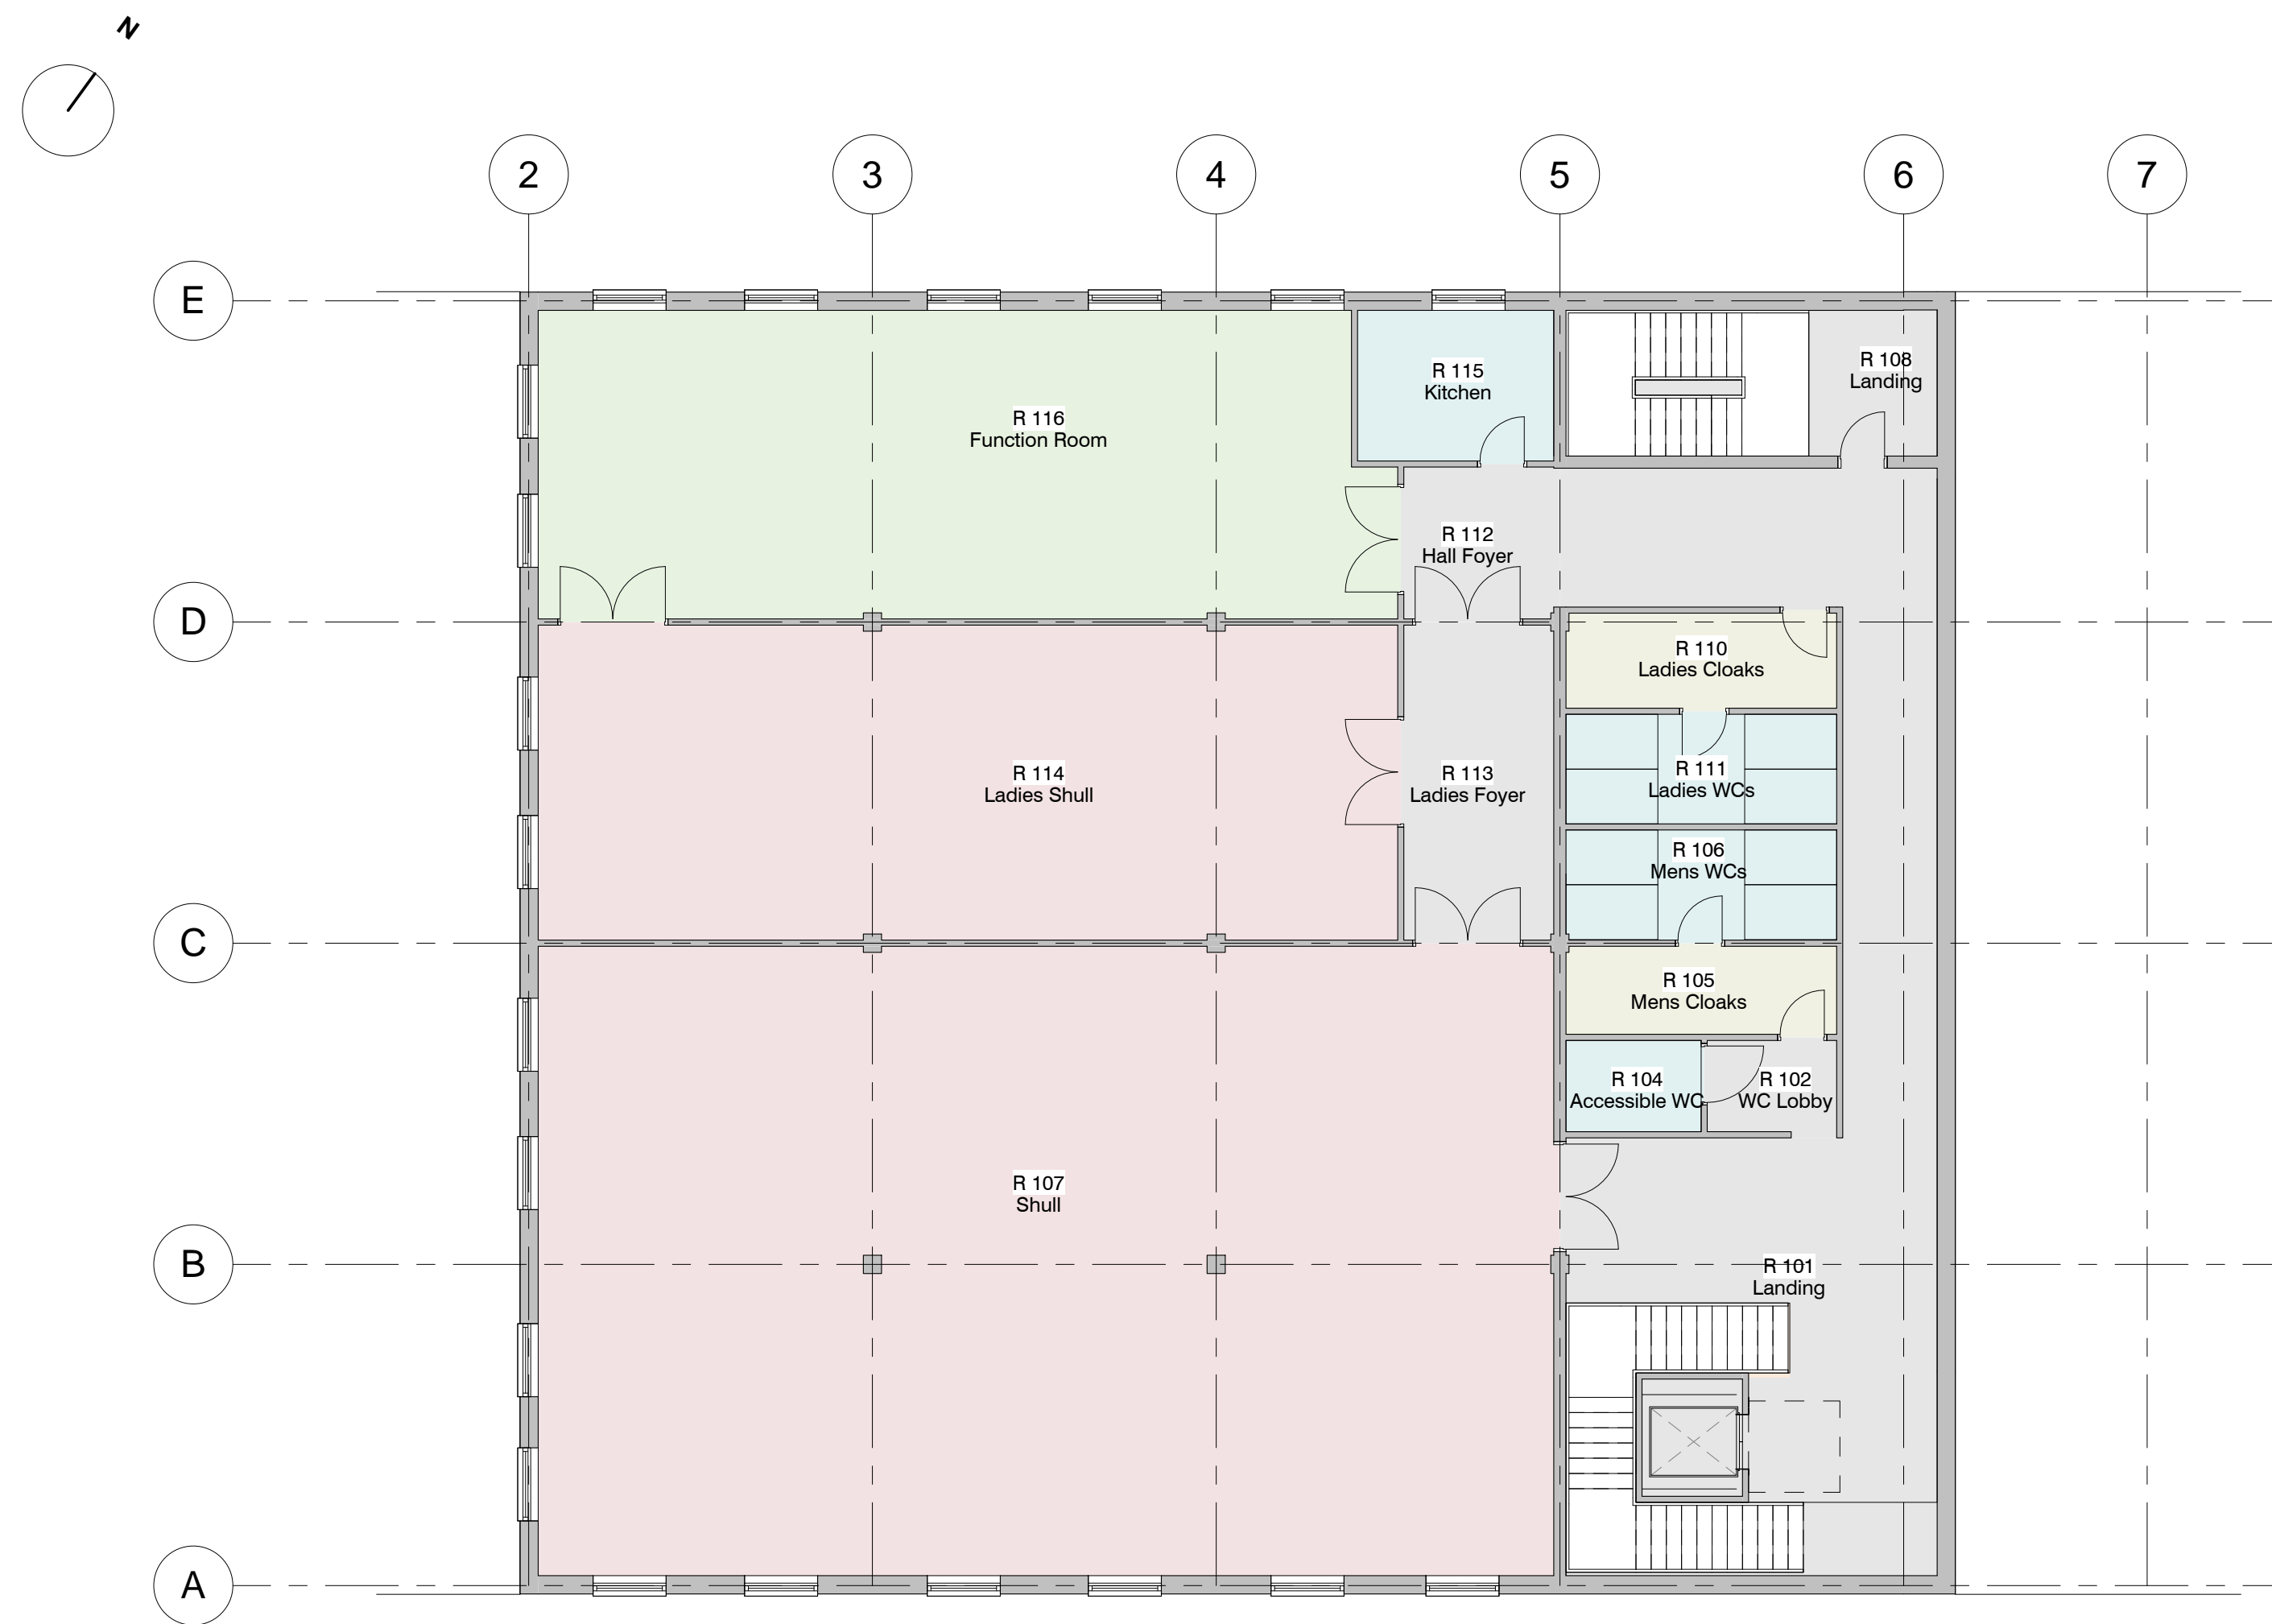 N
2
3
4
5
6
7
E
D
C
B
A
R 116
Function Room
R 115
Kitchen
R 108
Landing
R 112
Hall Foyer
R 110
Ladies Cloaks
R 114
Ladies Shull
R 113
Ladies Foyer
R 111
Ladies WCs
R 106
Mens WCs
R 105
Mens Cloaks
R 104
Accessible WC
R 102
WC Lobby
R 107
Shull
R 101
Landing